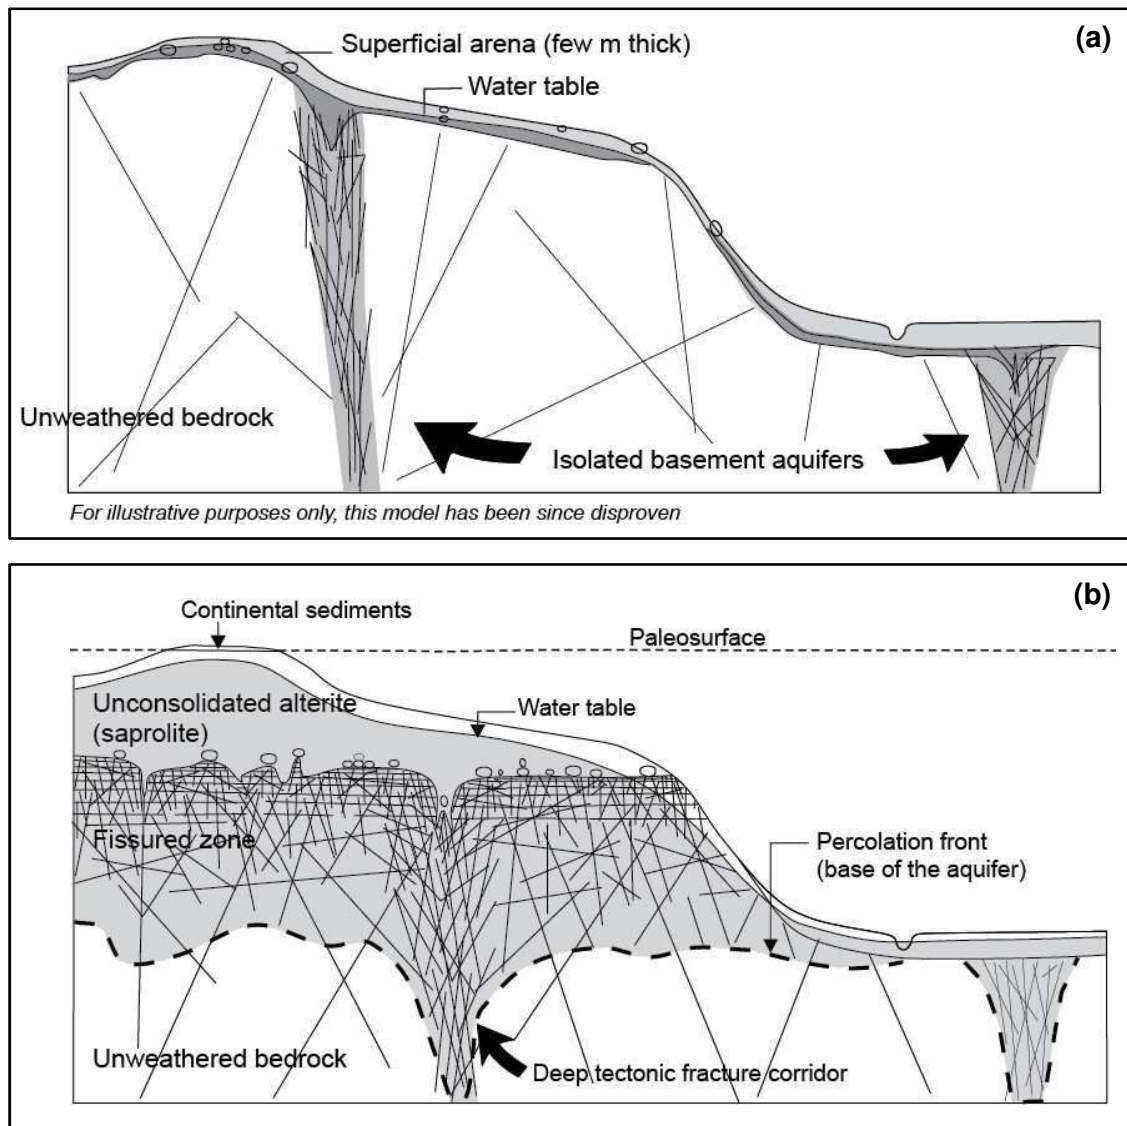 (a)
Superficial arena (few m thick)
Water table
Unweathered bedrock
Isolated basement aquifers
For illustrative purposes only, this model has been since disproven
(b)
Continental sediments
Paleosurface
Unconsolidated alterite
(saprolite)
Water table
Fissured zone
Percolation front
(base of the aquifer)
Unweathered bedrock
Deep tectonic fracture corridor